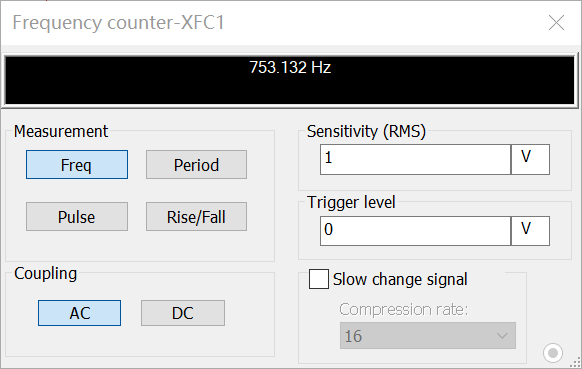 Frequency counter-XFC1
753.132 Hz
Measurement
Freq
Period
Pulse
Rise/Fall
Coupling
AC
DC
Sensitivity (RMS)
1
V
Trigger level
0
V
Slow change signal
Compression rate:
16